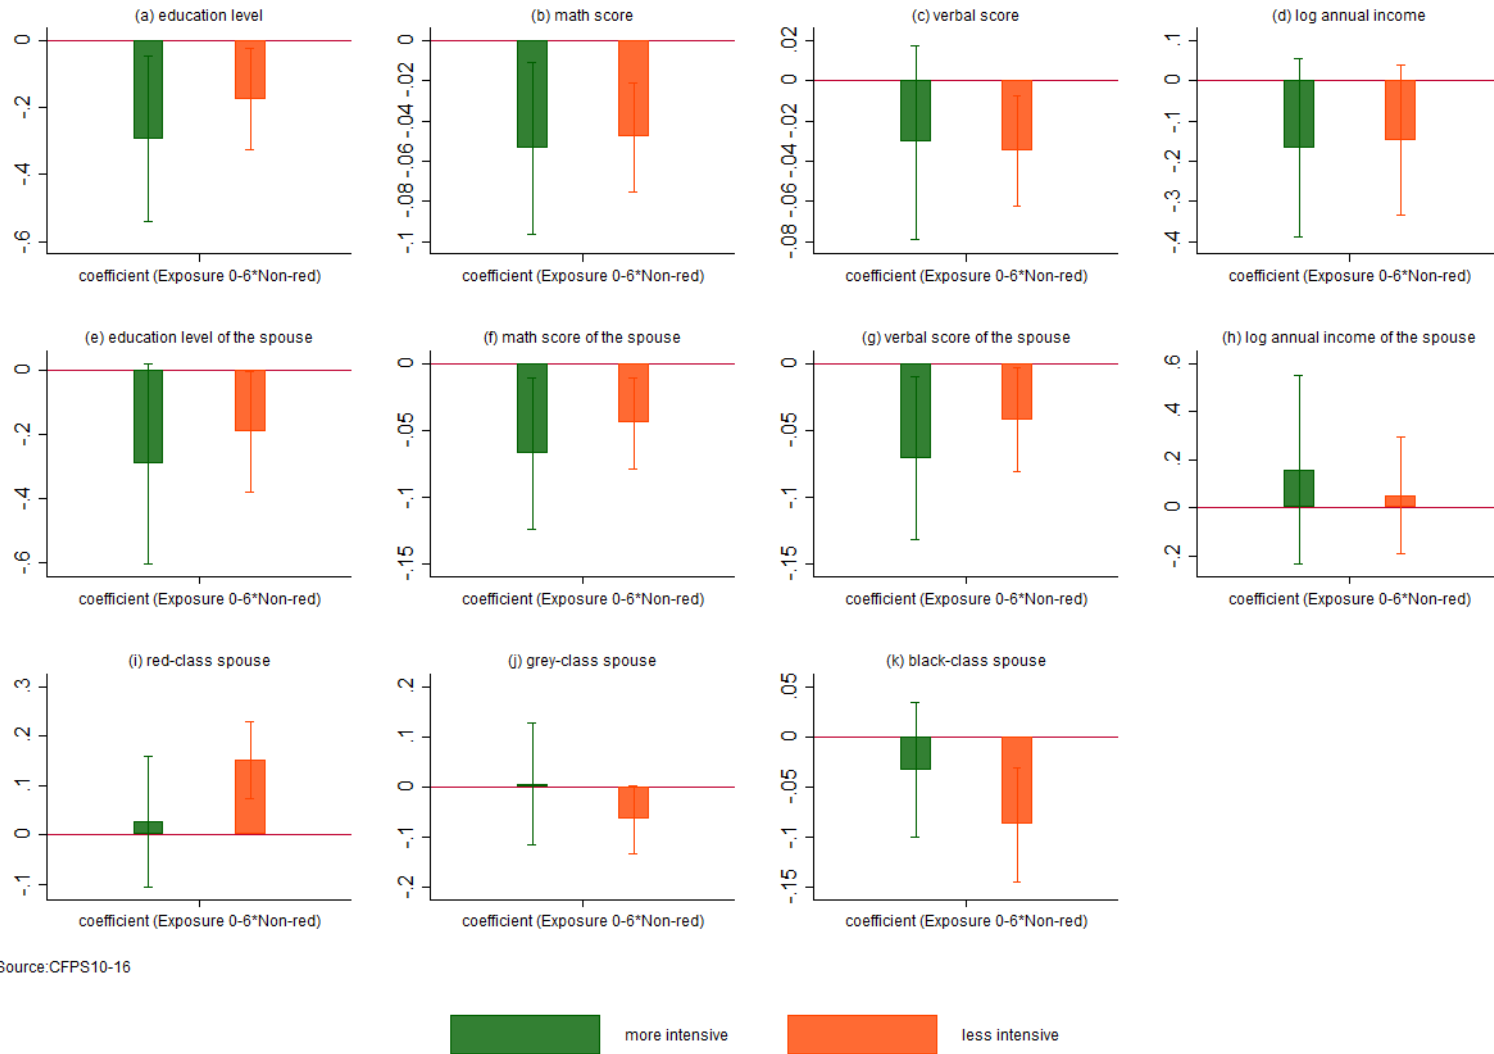 (a) education level
0
-.2
-.4
-.6
coefficient (Exposure 0-6*Non-red)
(b) math score
0
-.02
-.04
-.06
-.08
-.1
coefficient (Exposure 0-6*Non-red)
(c) verbal score
.02
0
-.02
-.04
-.06
-.08
coefficient (Exposure 0-6*Non-red)
(d) log annual income
.1
0
-.1
-.2
-.3
-.4
coefficient (Exposure 0-6*Non-red)
(e) education level of the spouse
0
-.2
-.4
-.6
coefficient (Exposure 0-6*Non-red)
(f) math score of the spouse
0
-.05
-.1
-.15
coefficient (Exposure 0-6*Non-red)
(g) verbal score of the spouse
0
-.05
-.1
-.15
coefficient (Exposure 0-6*Non-red)
(h) log annual income of the spouse
.6
.4
.2
0
-.2
coefficient (Exposure 0-6*Non-red)
(i) red-class spouse
.3
.2
.1
0
-.1
coefficient (Exposure 0-6*Non-red)
(j) grey-class spouse
.2
.1
0
-.1
-.2
coefficient (Exposure 0-6*Non-red)
(k) black-class spouse
.05
0
-.05
-.1
-.15
coefficient (Exposure 0-6*Non-red)
Source:CFPS10-16
more intensive
less intensive